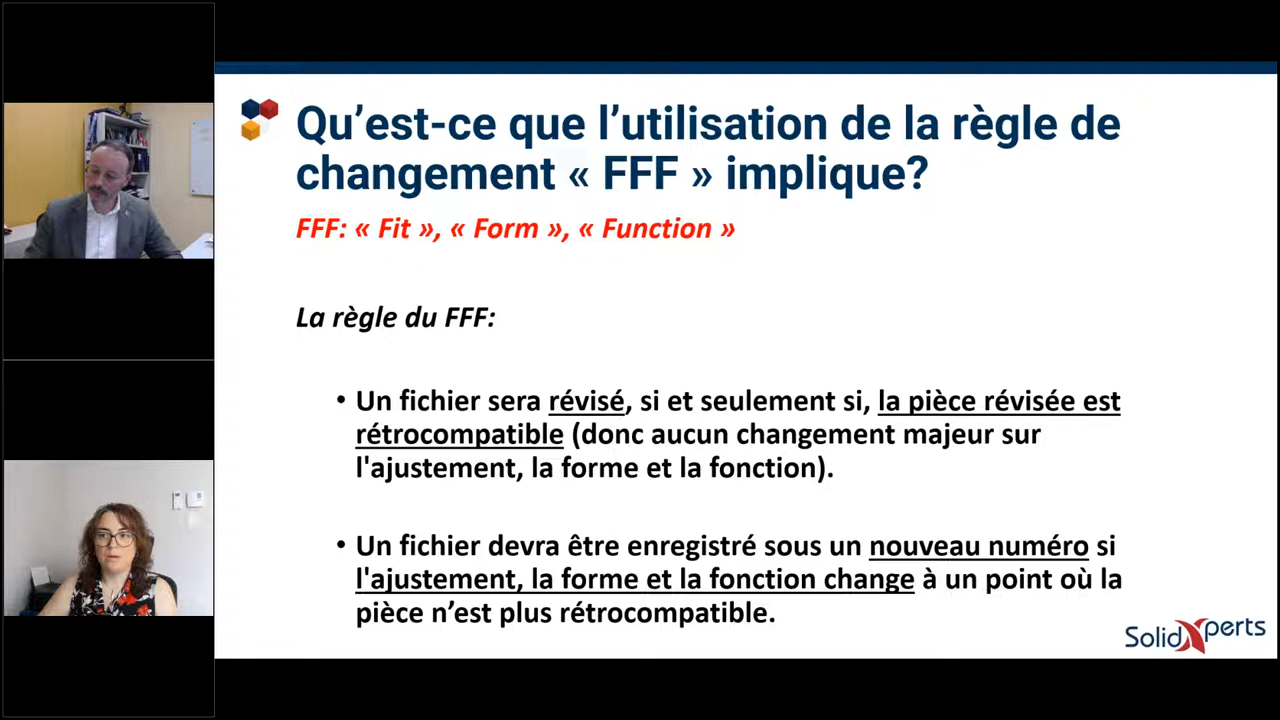 Qu’est-ce que l’utilisation de la règle de
changement « FFF » implique?
FFF: « Fit », « Form », « Function »
La règle du FFF:
• Un fichier sera révisé, si et seulement si, la pièce révisée est
rétrocompatible (donc aucun changement majeur sur
l'ajustement, la forme et la fonction).
• Un fichier devra être enregistré sous un nouveau numéro si
l'ajustement, la forme et la fonction change à un point où la
pièce n’est plus rétrocompatible.
SolidXperts